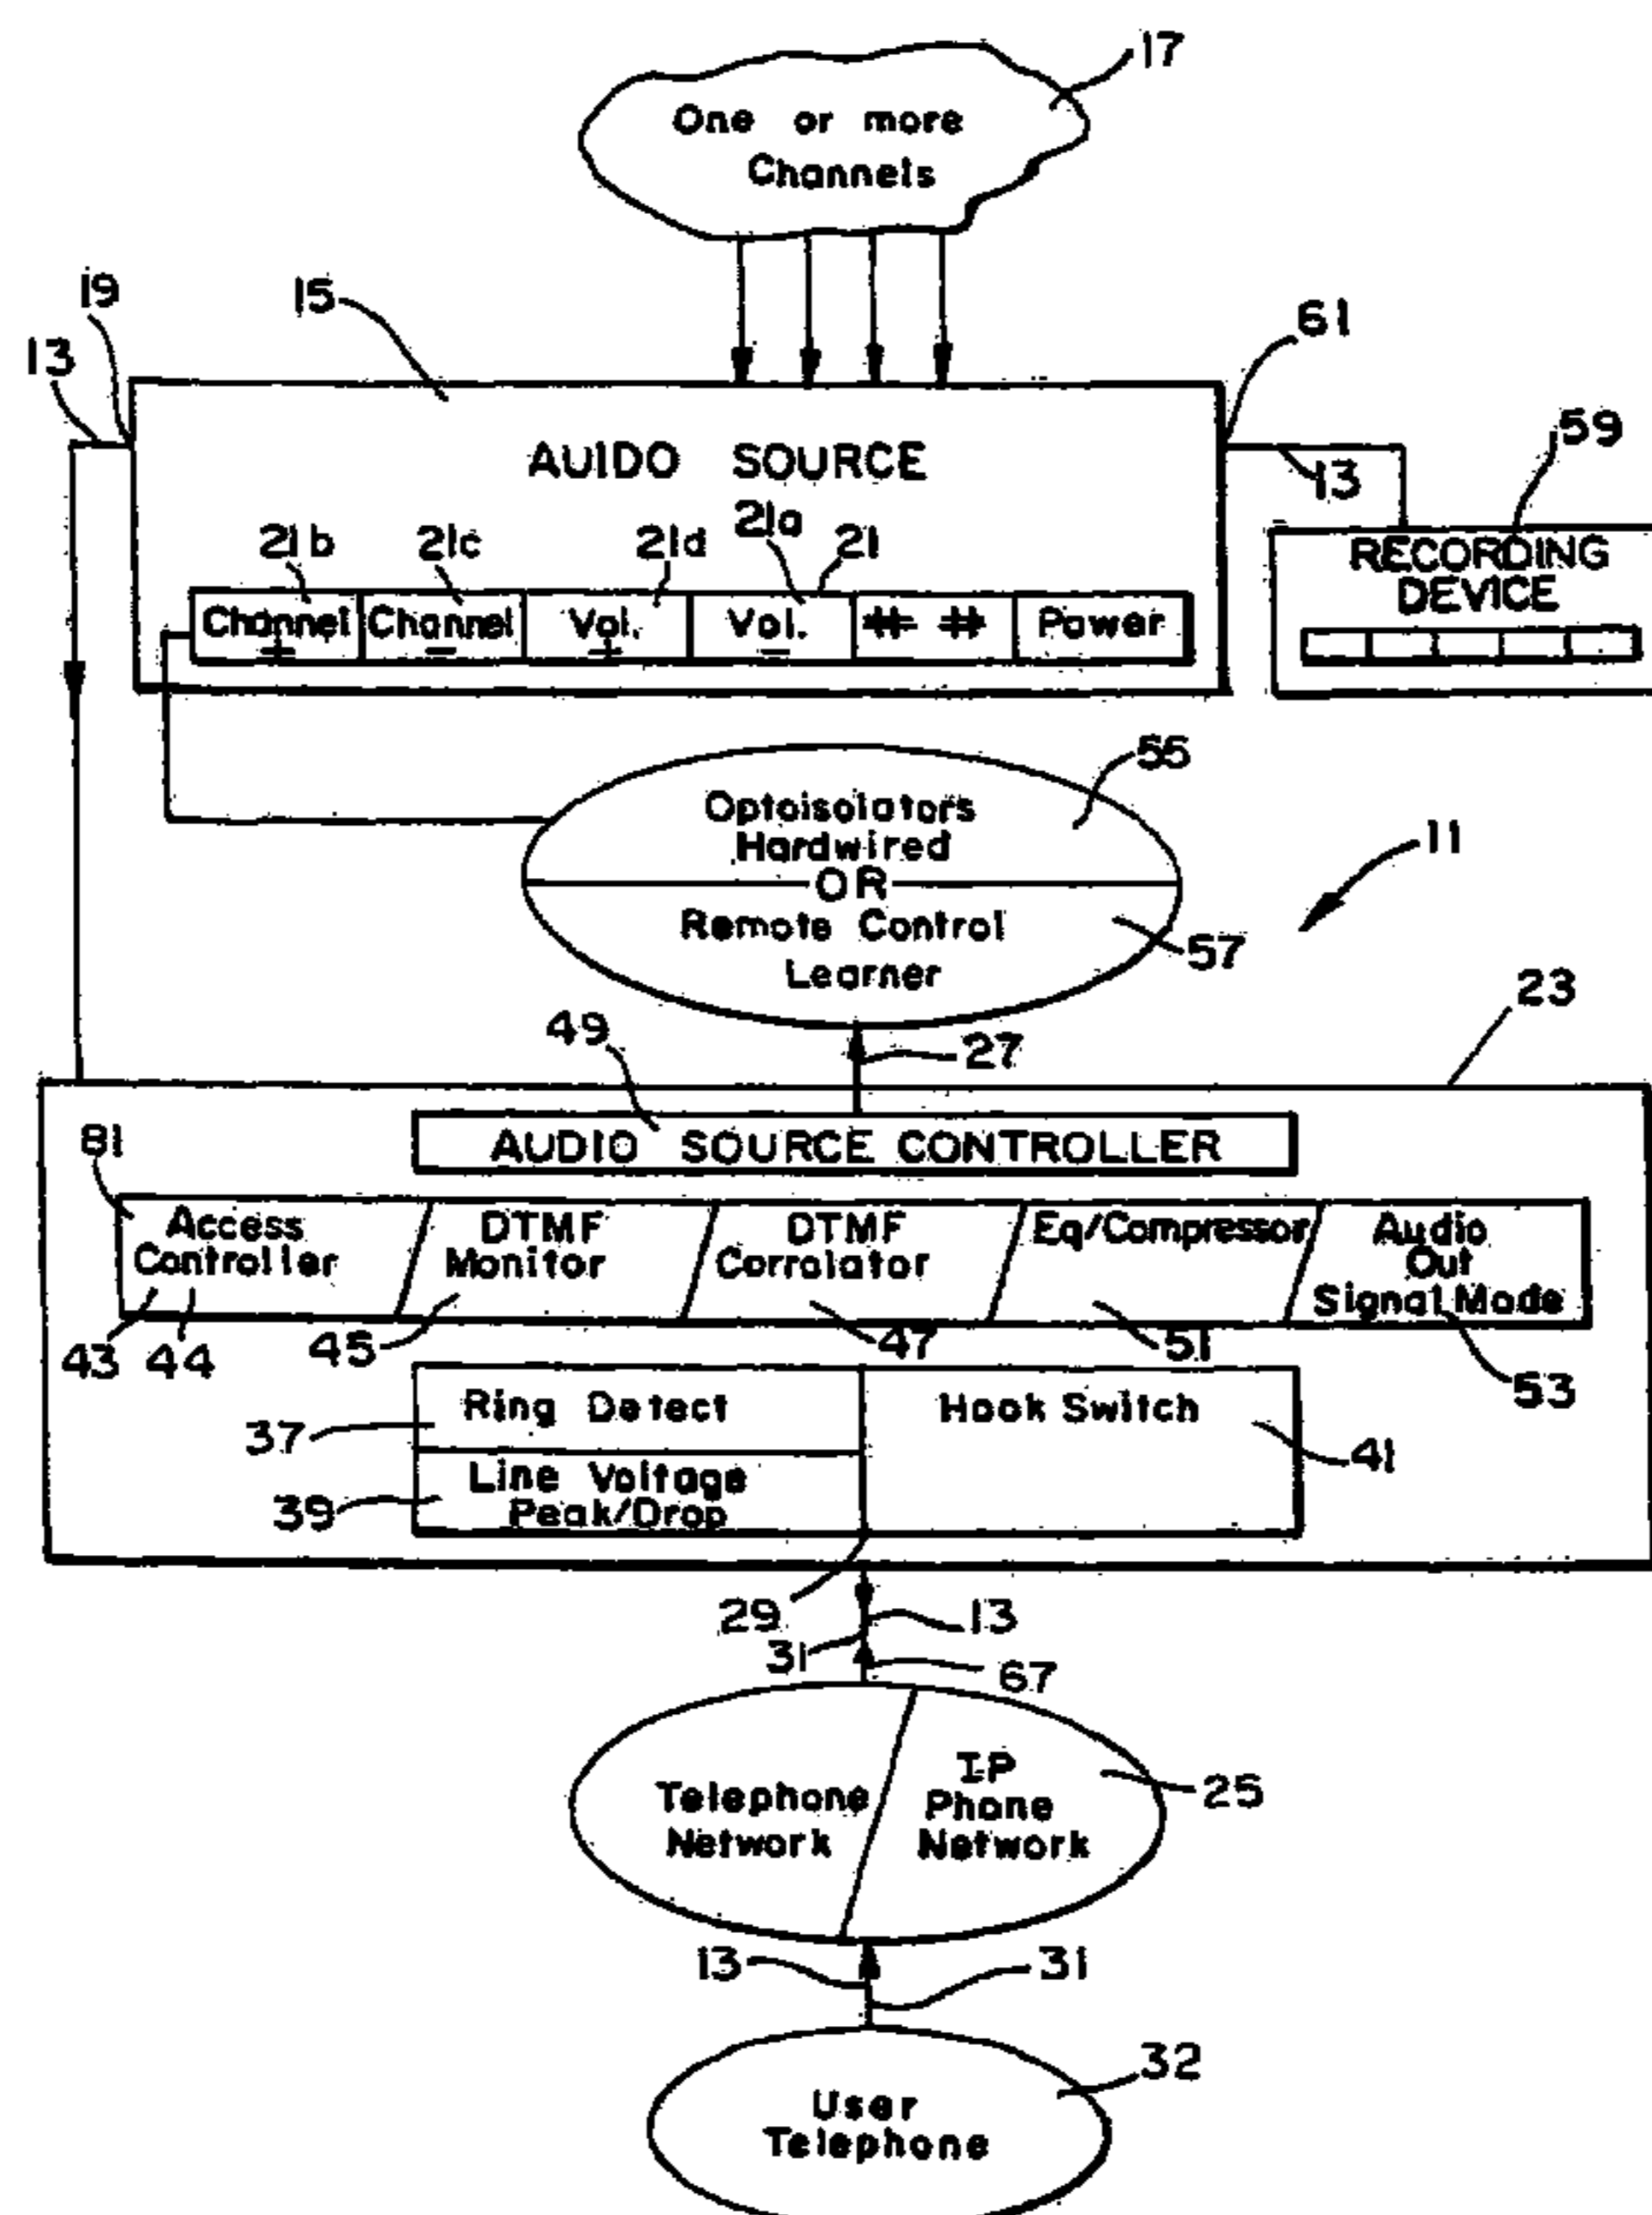 17
One or more
Channels
19
15
13
61
59
AUIDO SOURCE
13
RECORDING
DEVICE
21b
21c
21d
21a
21
Channel
+
Channel
-
Vol.
+
Vol.
-
# #
Power
55
Optoisolators
Hardwired
OR
Remote Control
Learner
57
11
23
49
27
AUDIO SOURCE CONTROLLER
81
Access
Controller
DTMF
Monitor
DTMF
Corrolator
Eq/Compressor
Audio
Out
Signal Mode
43
44
45
47
51
53
Ring Detect
37
Hook Switch
41
Line Voltage
Peak/Drop
39
29
13
31
67
Telephone
Network
IP
Phone
Network
25
13
31
32
User
Telephone